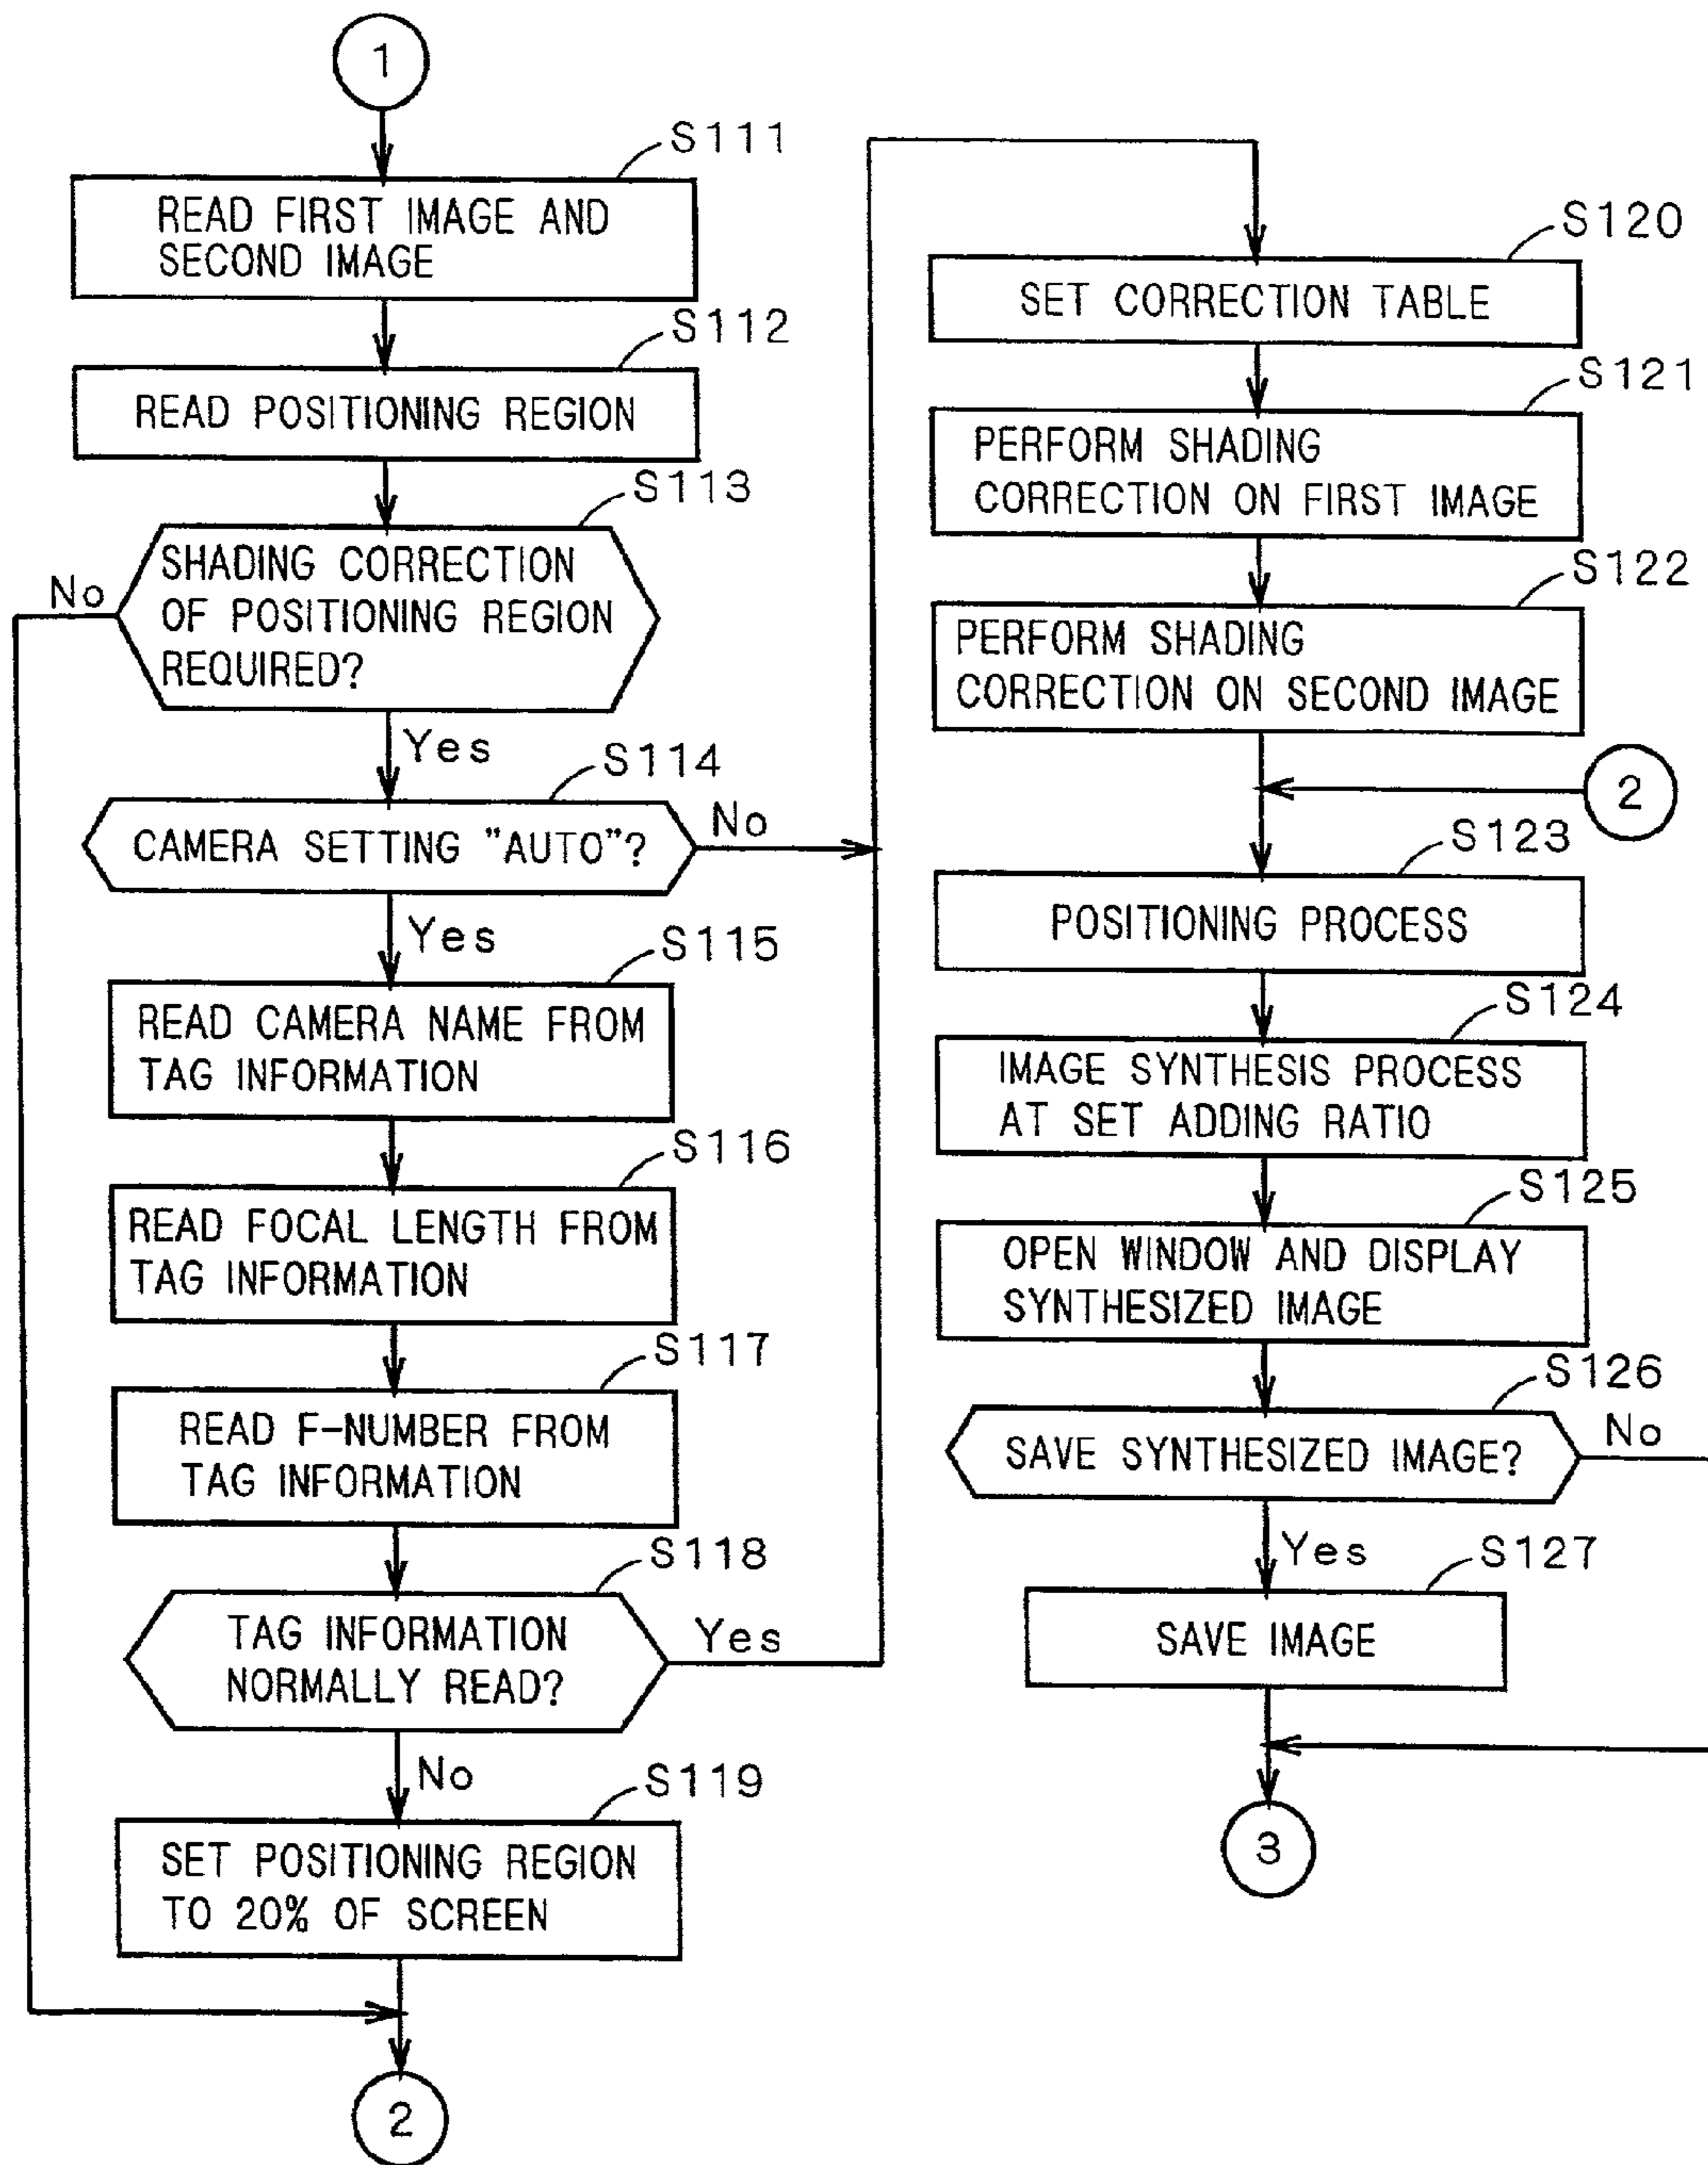 1
S111
READ FIRST IMAGE AND
SECOND IMAGE
S112
READ POSITIONING REGION
S113
SHADING CORRECTION
OF POSITIONING REGION
REQUIRED?
No
Yes
S114
CAMERA SETTING "AUTO"?
No
Yes
S115
READ CAMERA NAME FROM
TAG INFORMATION
S116
READ FOCAL LENGTH FROM
TAG INFORMATION
S117
READ F-NUMBER FROM
TAG INFORMATION
S118
TAG INFORMATION
NORMALLY READ?
Yes
No
S119
SET POSITIONING REGION
TO 20% OF SCREEN
2
S120
SET CORRECTION TABLE
S121
PERFORM SHADING
CORRECTION ON FIRST IMAGE
S122
PERFORM SHADING
CORRECTION ON SECOND IMAGE
2
S123
POSITIONING PROCESS
S124
IMAGE SYNTHESIS PROCESS
AT SET ADDING RATIO
S125
OPEN WINDOW AND DISPLAY
SYNTHESIZED IMAGE
S126
SAVE SYNTHESIZED IMAGE?
No
Yes
S127
SAVE IMAGE
3